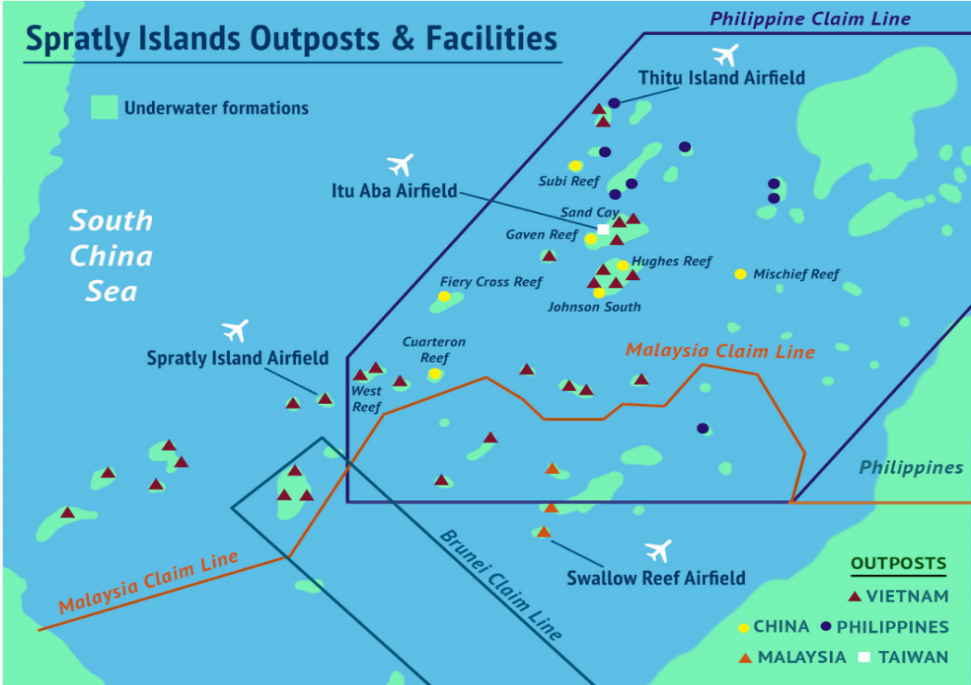 Spratly Islands Outposts & Facilities
Philippine Claim Line
Underwater formations
Thitu Island Airfield
Itu Aba Airfield
Subi Reef
Sand Cay
Gaven Reef
South
China
Sea
Hughes Reef
Mischief Reef
Fiery Cross Reef
Johnson South
Spratly Island Airfield
Cuarteron
Reef
Malaysia Claim Line
West
Reef
Philippines
Malaysia Claim Line
Brunei Claim Line
Swallow Reef Airfield
OUTPOSTS
VIETNAM
CHINA PHILIPPINES
MALAYSIA TAIWAN